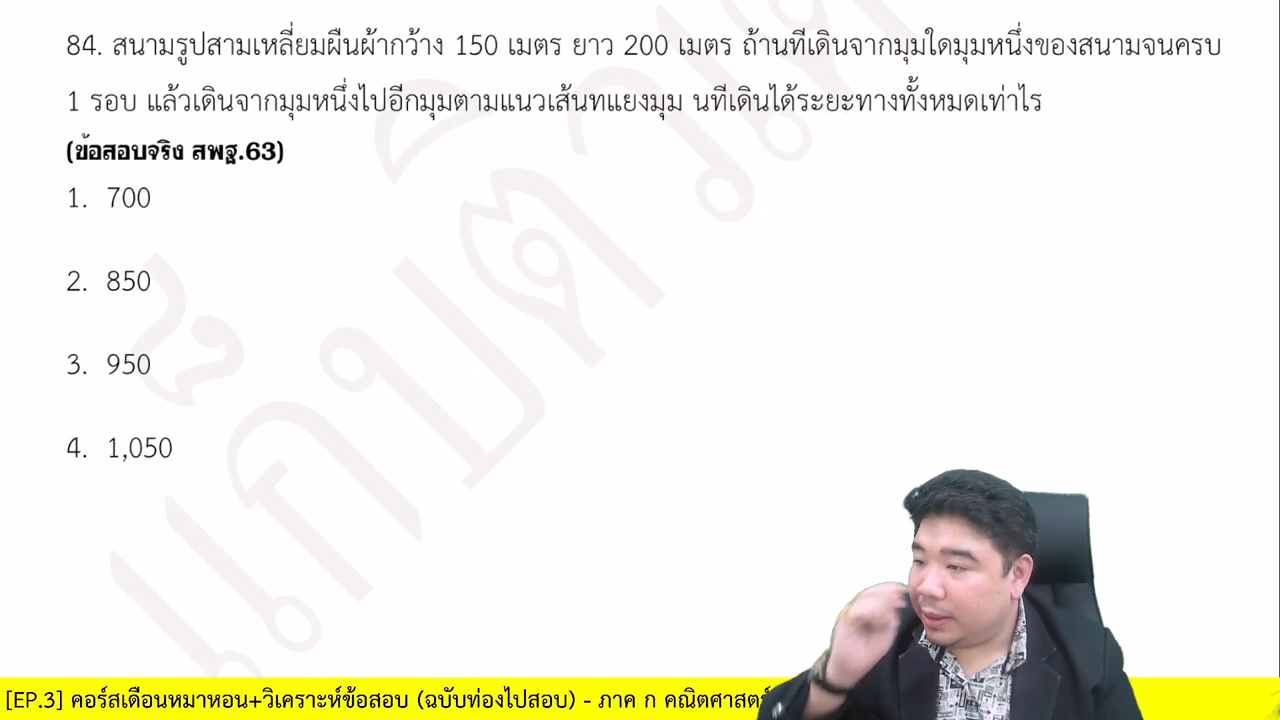 84. สนามรูปสามเหลี่ยมผืนผ้ากว้าง 150 เมตร ยาว 200 เมตร ถ้านทีเดินจากมุมใดมุมหนึ่งของสนามจนครบ
1 รอบ แล้วเดินจากมุมหนึ่งไปอีกมุมตามแนวเส้นทแยงมุม นทีเดินได้ระยะทางทั้งหมดเท่าไร
(ข้อสอบจริง สพฐ.63)
1. 700
2. 850
3. 950
4. 1,050
[EP.3] คอร์สเดือนหมาหอน+วิเคราะห์ข้อสอบ (ฉบับท่องไปสอบ) - ภาค ก คณิตศาสตร์